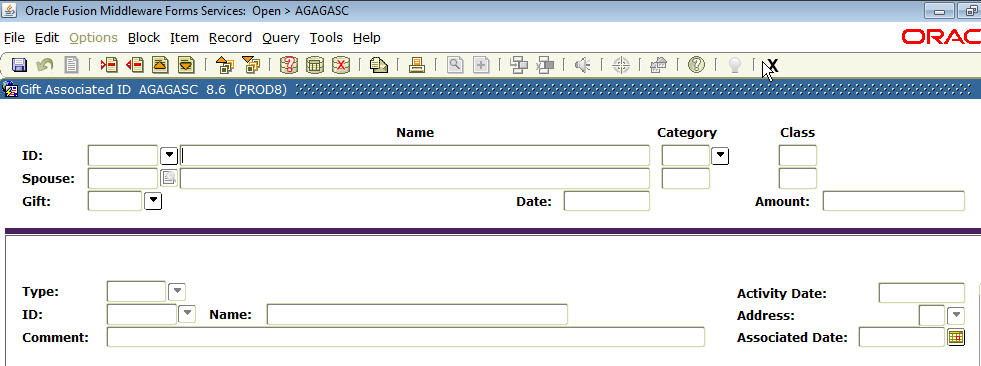 Oracle Fusion Middleware Forms Services: Open > AGAGASC
File Edit Options Block Item Record Query Tools Help
ORAC
X
Gift Associated ID AGAGASC 8.6 (PROD8)
Name Category Class
ID:
Spouse:
Gift: Date: Amount:
Type: Activity Date:
ID: Name: Address:
Comment: Associated Date: